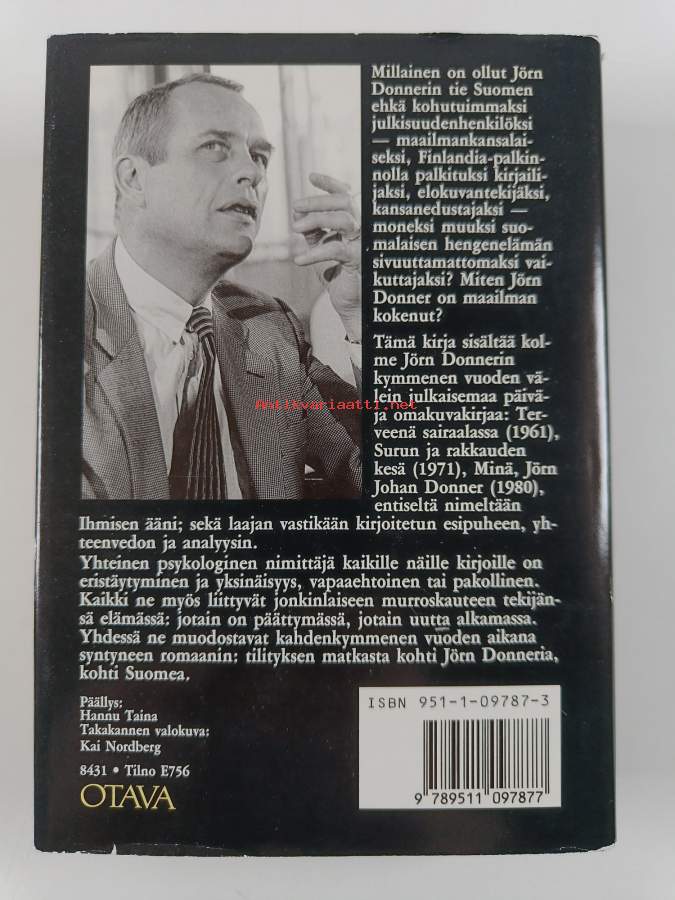 Millainen on ollut Jörn
Donnerin tie Suomen
ehkä kohutuimmaksi
julkisuudenhenkilöksi
— maailmankansalai-
seksi, Finlandia-palkin-
nolla palkituksi kirjaili-
jaksi, elokuvantekijäksi,
kansanedustajaksi —
moneksi muuksi suo-
malaisen hengenelämän
sivuuttamattomaksi vai-
kuttajaksi? Miten Jörn
Donner on maailman
kokenut?
Tämä kirja sisältää kol-
me Jörn Donnerin
kymmenen vuoden vä-
lein julkaisemaa päivä-
ja omakuvakirjaa: Ter-
veenä sairaalassa (1961),
Surun ja rakkauden
kesä (1971), Minä, Jörn
Johan Donner (1980),
entiseltä nimeltään
Ihmisen ääni; sekä laajan vastikään kirjoitetun esipuheen, yh-
teenvedon ja analyysin.
Yhteinen psykologinen nimittäjä kaikille näille kirjoille on
eristäytyminen ja yksinäisyys, vapaaehtoinen tai pakollinen.
Kaikki ne myös liittyvät jonkinlaiseen murroskauteen tekijän-
sä elämässä: jotain on päättymässä, jotain uutta alkamassa.
Yhdessä ne muodostavat kahdenkymmenen vuoden aikana
syntyneen romaanin: tilityksen matkasta kohti Jörn Donneria,
kohti Suomea.
Antikvariaatti.net
Päällys:
Hannu Taina
Takakannen valokuva:
Kai Nordberg
8431 • Tilno E756
OTAVA
ISBN 951-1-09787-3
9 789511 097877